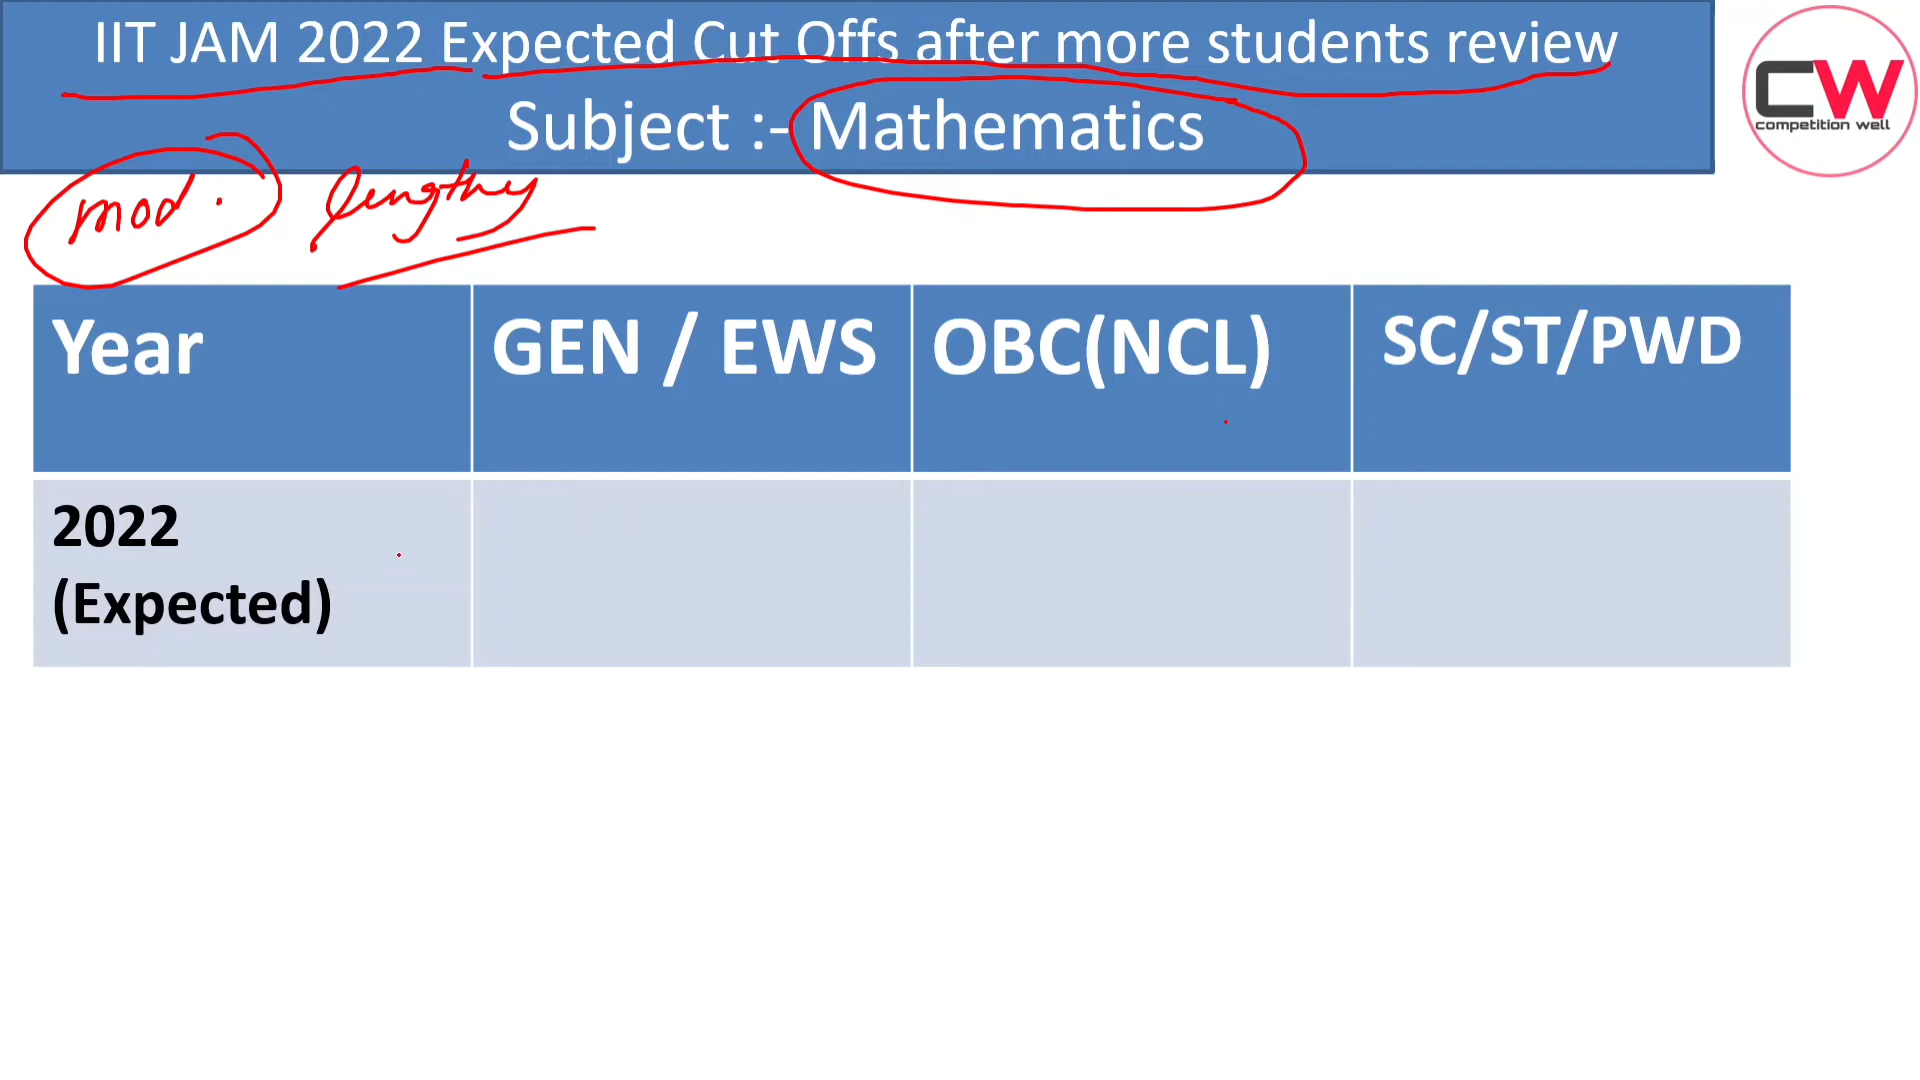 IIT JAM 2022 Expected Cut Offs after more students review
Subject :- Mathematics
CW
competition well
mod. lengthy
Year GEN / EWS OBC(NCL) SC/ST/PWD
2022
(Expected)